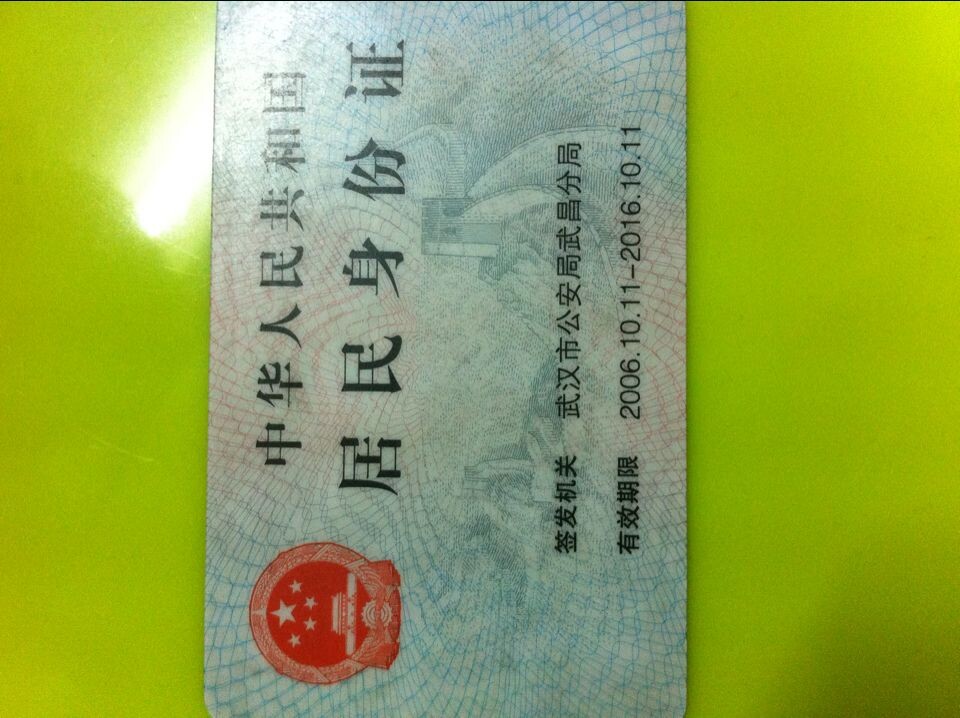 中华人民共和国
居民身份证
签发机关 武汉市公安局武昌分局
有效期限 2006.10.11-2016.10.11